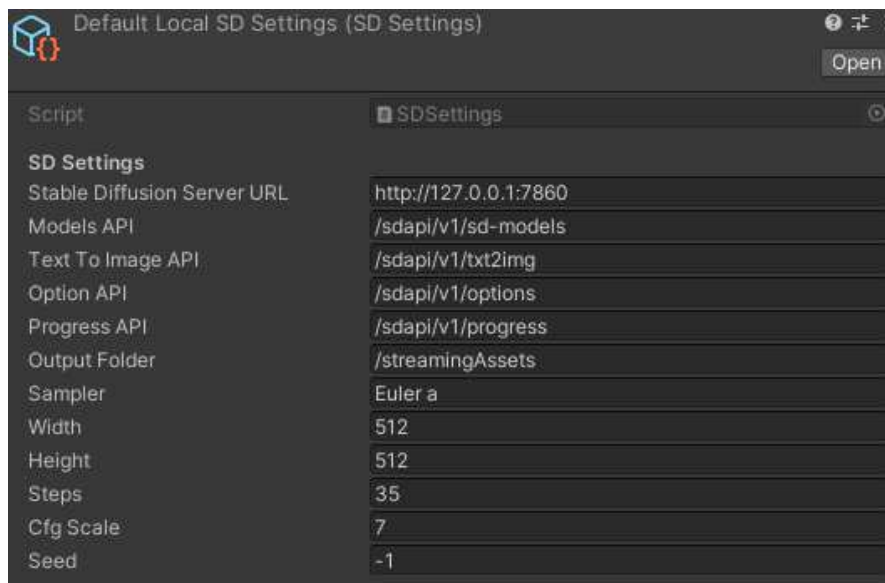 Default Local SD Settings (SD Settings)
Open
Script SDSettings
SD Settings
Stable Diffusion Server URL http://127.0.0.1:7860
Models API /sdapi/v1/sd-models
Text To Image API /sdapi/v1/txt2img
Option API /sdapi/v1/options
Progress API /sdapi/v1/progress
Output Folder /streamingAssets
Sampler Euler a
Width 512
Height 512
Steps 35
Cfg Scale 7
Seed -1